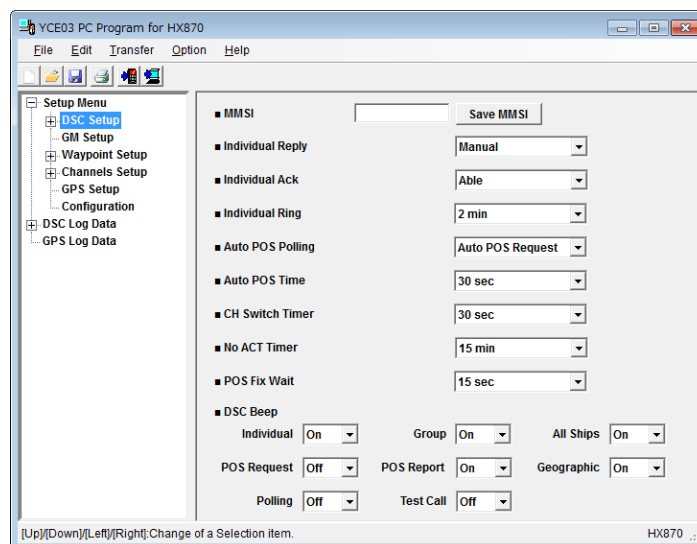 YCE03 PC Program for HX870
File Edit Transfer Option Help
Setup Menu
DSC Setup
GM Setup
Waypoint Setup
Channels Setup
GPS Setup
Configuration
DSC Log Data
GPS Log Data
■ MMSI Save MMSI
■ Individual Reply Manual
■ Individual Ack Able
■ Individual Ring 2 min
■ Auto POS Polling Auto POS Request
■ Auto POS Time 30 sec
■ CH Switch Timer 30 sec
■ No ACT Timer 15 min
■ POS Fix Wait 15 sec
■ DSC Beep
Individual On Group On All Ships On
POS Request Off POS Report On Geographic On
Polling Off Test Call Off
[Up]/[Down]/[Left]/[Right]:Change of a Selection item. HX870